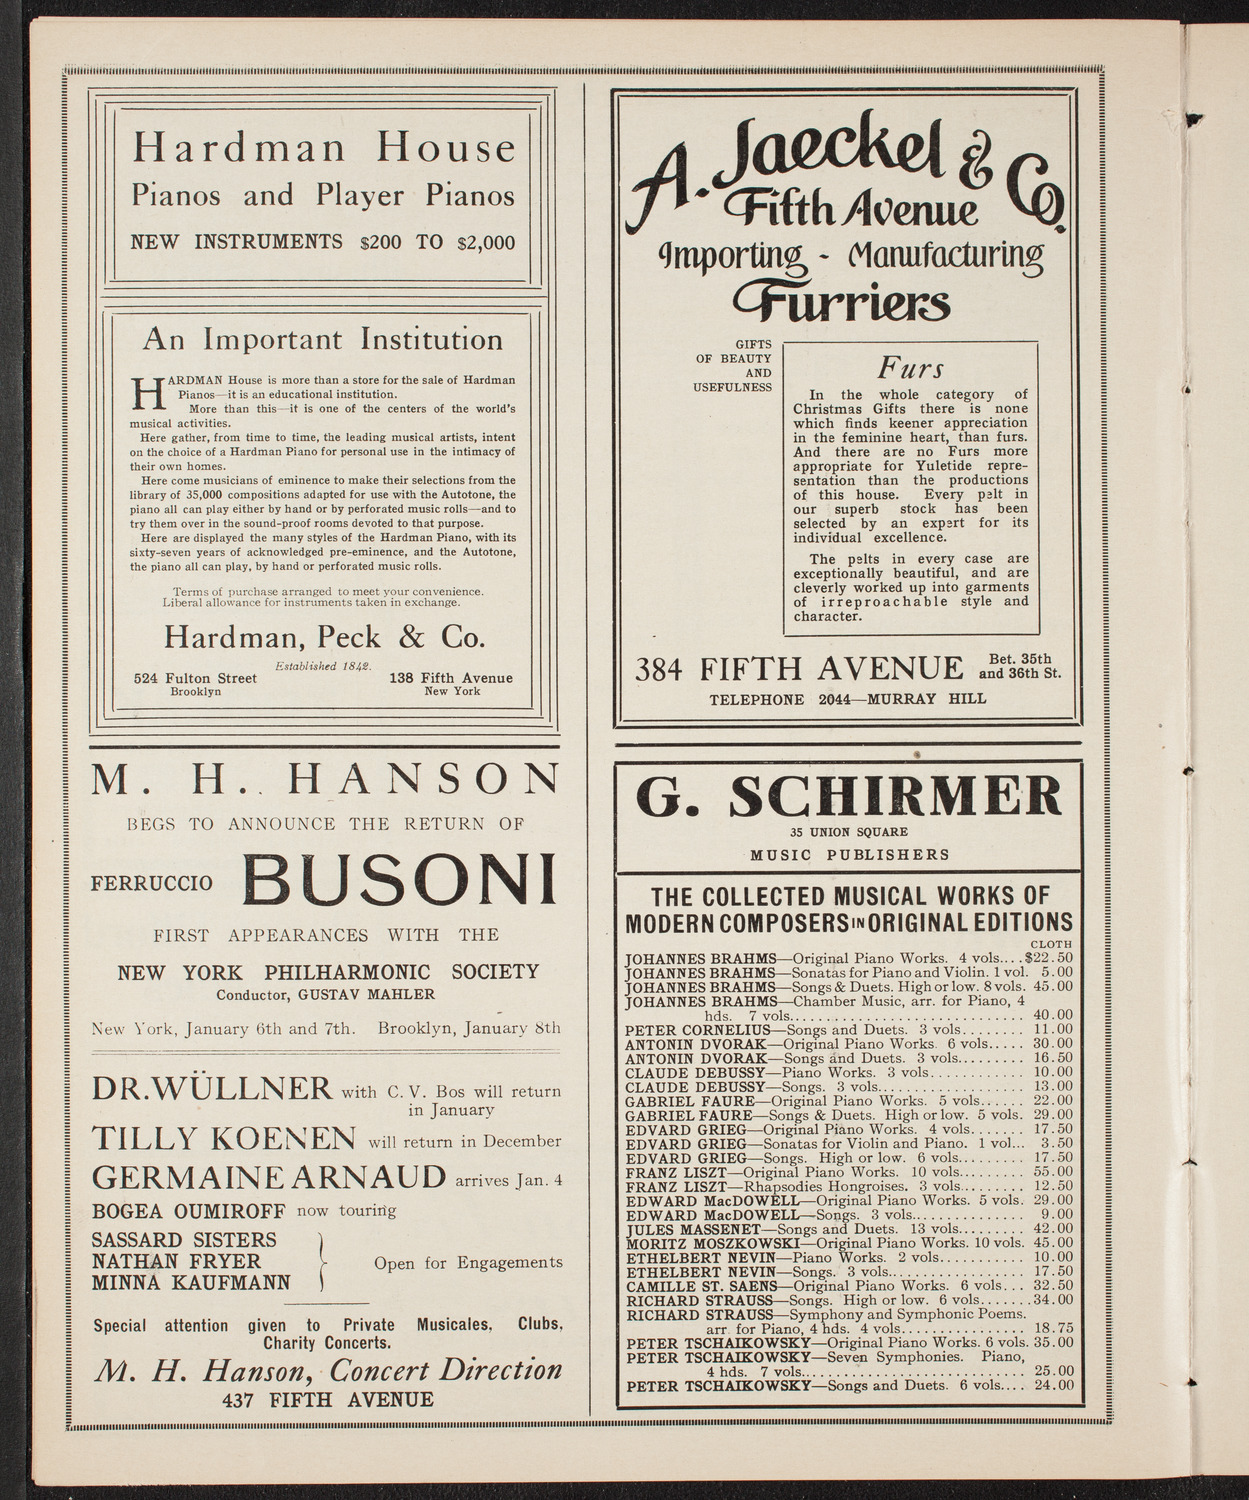 Hardman House
Pianos and Player Pianos
NEW INSTRUMENTS $200 TO $2,000
An Important Institution
HARDMAN House is more than a store for the sale of Hardman
Pianos—it is an educational institution.
More than this—it is one of the centers of the world's
musical activities.
Here gather, from time to time, the leading musical artists, intent
on the choice of a Hardman Piano for personal use in the intimacy of
their own homes.
Here come musicians of eminence to make their selections from the
library of 35,000 compositions adapted for use with the Autotone, the
piano all can play either by hand or by perforated music rolls—and to
try them over in the sound-proof rooms devoted to that purpose.
Here are displayed the many styles of the Hardman Piano, with its
sixty-seven years of acknowledged pre-eminence, and the Autotone,
the piano all can play, by hand or perforated music rolls.
Terms of purchase arranged to meet your convenience.
Liberal allowance for instruments taken in exchange.
Hardman, Peck & Co.
Established 1842.
524 Fulton Street 138 Fifth Avenue
Brooklyn New York
M. H. HANSON
BEGS TO ANNOUNCE THE RETURN OF
FERRUCCIO BUSONI
FIRST APPEARANCES WITH THE
NEW YORK PHILHARMONIC SOCIETY
Conductor, GUSTAV MAHLER
New York, January 6th and 7th. Brooklyn, January 8th
DR. WÜLLNER with C. V. Bos will return
in January
TILLY KOENEN will return in December
GERMAINE ARNAUD arrives Jan. 4
BOGEA OUMIROFF now touring
SASSARD SISTERS
NATHAN FRYER Open for Engagements
MINNA KAUFMANN
Special attention given to Private Musicales, Clubs,
Charity Concerts.
M. H. Hanson, Concert Direction
437 FIFTH AVENUE
A. Jaeckel & Co.
Fifth Avenue
Importing - Manufacturing
Furriers
GIFTS
OF BEAUTY
AND
USEFULNESS
Furs
In the whole category of
Christmas Gifts there is none
which finds keener appreciation
in the feminine heart, than furs.
And there are no Furs more
appropriate for Yuletide repre-
sentation than the productions
of this house. Every pelt in
our superb stock has been
selected by an expert for its
individual excellence.
The pelts in every case are
exceptionally beautiful, and are
cleverly worked up into garments
of irreproachable style and
character.
384 FIFTH AVENUE Bet. 35th
and 36th St.
TELEPHONE 2044—MURRAY HILL
G. SCHIRMER
35 UNION SQUARE
MUSIC PUBLISHERS
THE COLLECTED MUSICAL WORKS OF
MODERN COMPOSERS IN ORIGINAL EDITIONS
CLOTH
JOHANNES BRAHMS—Original Piano Works. 4 vols....$22.50
JOHANNES BRAHMS—Sonatas for Piano and Violin. 1 vol. 5.00
JOHANNES BRAHMS—Songs & Duets. High or low. 8 vols. 45.00
JOHANNES BRAHMS—Chamber Music, arr. for Piano, 4
hds. 7 vols............................ 40.00
PETER CORNELIUS—Songs and Duets. 3 vols........ 11.00
ANTONIN DVORAK—Original Piano Works. 6 vols..... 30.00
ANTONIN DVORAK—Songs and Duets. 3 vols......... 16.50
CLAUDE DEBUSSY—Piano Works. 3 vols............ 10.00
CLAUDE DEBUSSY—Songs. 3 vols.................. 13.00
GABRIEL FAURE—Original Piano Works. 5 vols...... 22.00
GABRIEL FAURE—Songs & Duets. High or low. 5 vols. 29.00
EDVARD GRIEG—Original Piano Works. 4 vols....... 17.50
EDVARD GRIEG—Sonatas for Violin and Piano. 1 vol... 3.50
EDVARD GRIEG—Songs. High or low. 6 vols......... 17.50
FRANZ LISZT—Original Piano Works. 10 vols......... 55.00
FRANZ LISZT—Rhapsodies Hongroises. 3 vols......... 12.50
EDWARD MacDOWELL—Original Piano Works. 5 vols. 29.00
EDWARD MacDOWELL—Songs. 3 vols.............. 9.00
JULES MASSENET—Songs and Duets. 13 vols......... 42.00
MORITZ MOSZKOWSKI—Original Piano Works. 10 vols. 45.00
ETHELBERT NEVIN—Piano Works. 2 vols........... 10.00
ETHELBERT NEVIN—Songs. 3 vols................. 17.50
CAMILLE ST. SAENS—Original Piano Works. 6 vols... 32.50
RICHARD STRAUSS—Songs. High or low. 6 vols.......34.00
RICHARD STRAUSS—Symphony and Symphonic Poems.
arr. for Piano, 4 hds. 4 vols............... 18.75
PETER TSCHAIKOWSKY—Original Piano Works. 6 vols. 35.00
PETER TSCHAIKOWSKY—Seven Symphonies. Piano,
4 hds. 7 vols........................... 25.00
PETER TSCHAIKOWSKY—Songs and Duets. 6 vols.... 24.00